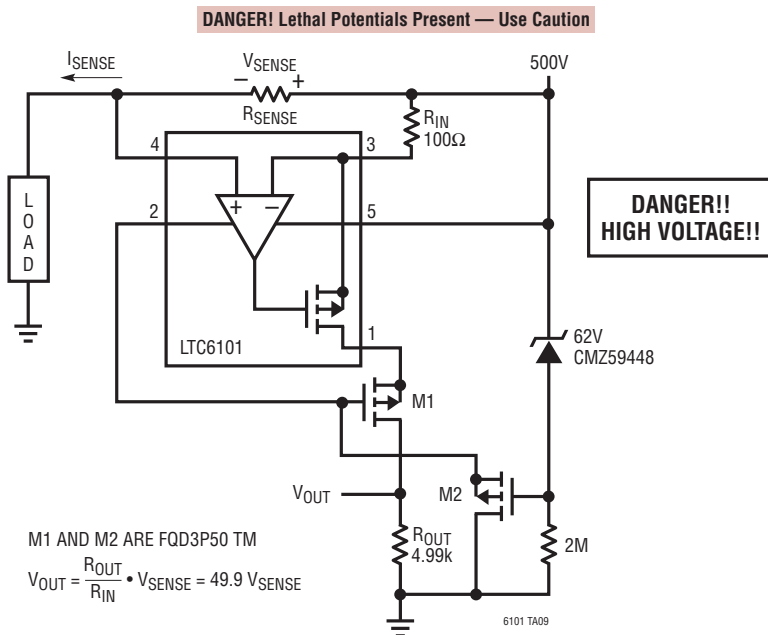 DANGER! Lethal Potentials Present — Use Caution
ISENSE
VSENSE
− +
RSENSE
500V
RIN
100Ω
4
3
2
5
+ −
LOAD
DANGER!!
HIGH VOLTAGE!!
LTC6101
1
62V
CMZ59448
M1
VOUT
M2
ROUT
4.99k
2M
M1 AND M2 ARE FQD3P50 TM
VOUT = ROUT/RIN • VSENSE = 49.9 VSENSE
6101 TA09